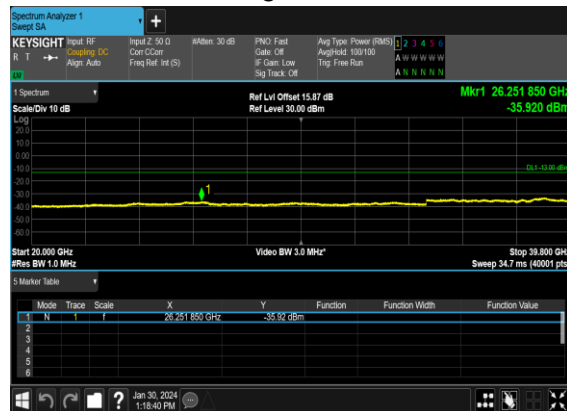 Spectrum Analyzer 1
Swept SA
KEYSIGHT Input: RF Input Z: 50 Ω #Atten: 30 dB PNO: Fast Avg Type: Power (RMS) 1 2 3 4 5 6
R T Coupling: DC Corr CCorr Gate: Off Avg|Hold: 100/100 A W W W W W
Align: Auto Freq Ref: Int (S) IF Gain: Low Trig: Free Run
Sig Track: Off A N N N N N
1 Spectrum Ref Lvl Offset 15.87 dB Mkr1 26.251 850 GHz
Scale/Div 10 dB Ref Level 30.00 dBm -35.920 dBm
Log
20.0
10.0
0.00
-10.0 DL1 -13.00 dBm
-20.0
-30.0 1
-40.0
-50.0
-60.0
Start 20.000 GHz Video BW 3.0 MHz* Stop 39.800 GHz
#Res BW 1.0 MHz Sweep 34.7 ms (40001 pts)
5 Marker Table
Mode Trace Scale X Y Function Function Width Function Value
1 N 1 f 26.251 850 GHz -35.92 dBm
2
3
4
5
6
? Jan 30, 2024
1:18:40 PM